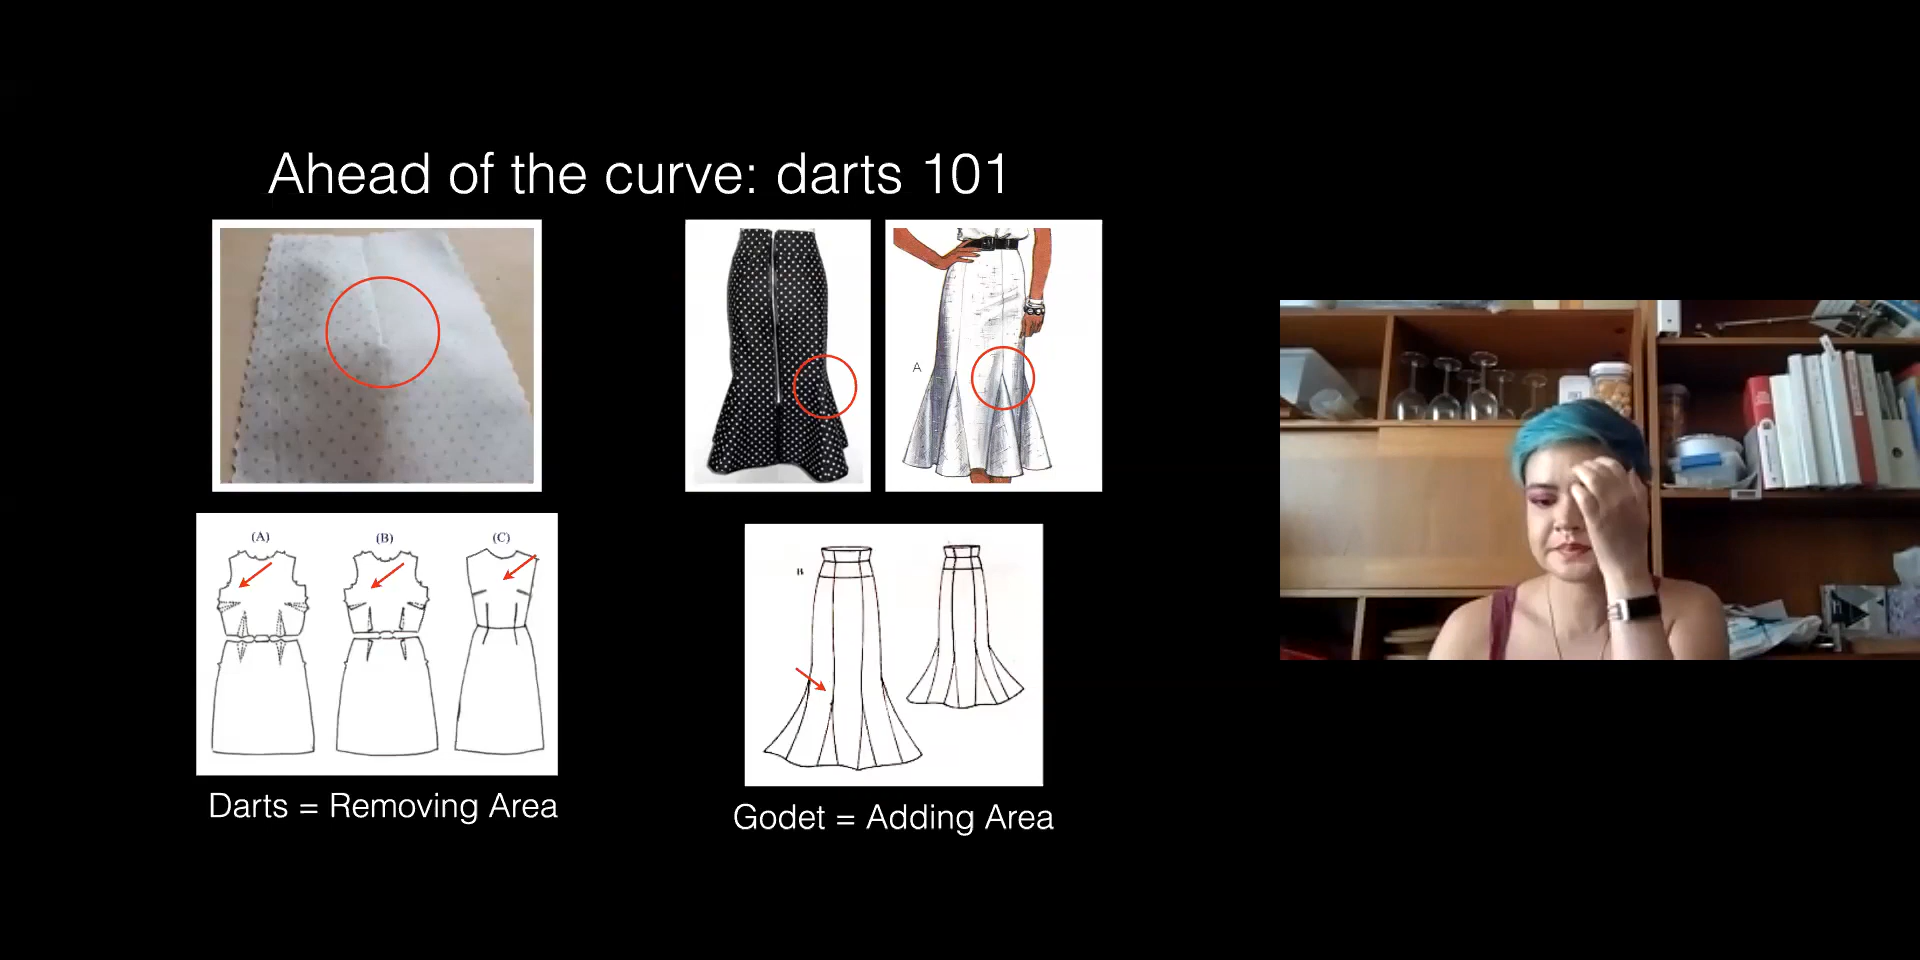 Ahead of the curve: darts 101
A
(A) (B) (C)
B
Darts = Removing Area
Godet = Adding Area